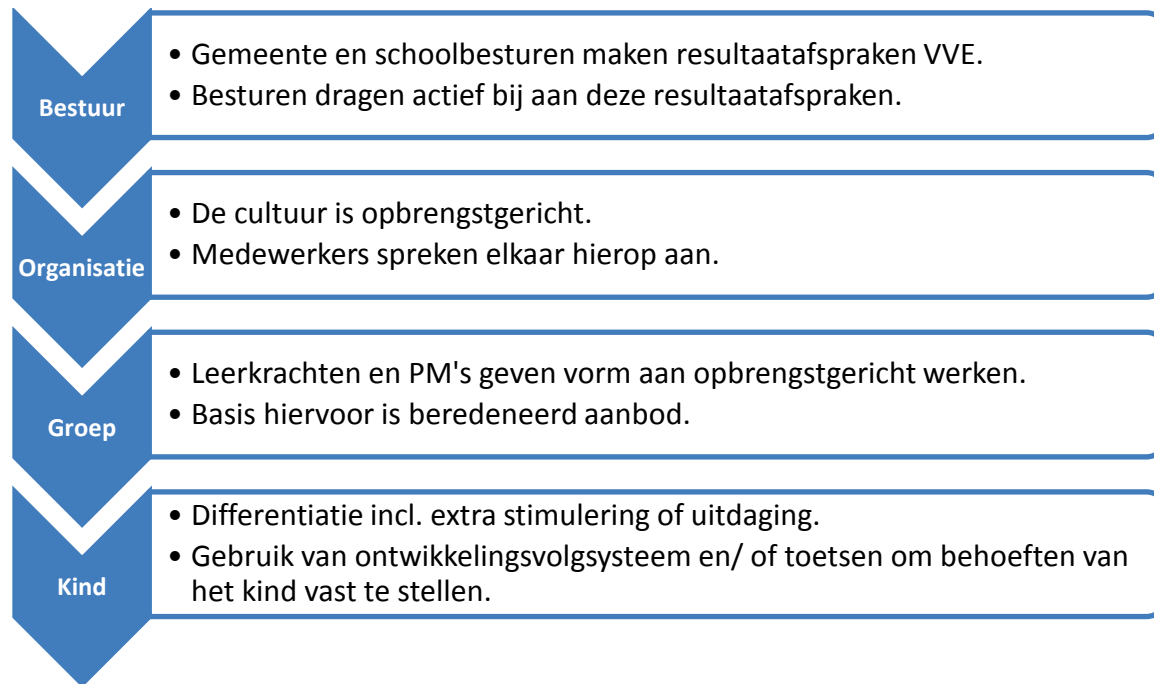 Bestuur
• Gemeente en schoolbesturen maken resultaatafspraken VVE.
• Besturen dragen actief bij aan deze resultaatafspraken.
Organisatie
• De cultuur is opbrengstgericht.
• Medewerkers spreken elkaar hierop aan.
Groep
• Leerkrachten en PM's geven vorm aan opbrengstgericht werken.
• Basis hiervoor is beredeneerd aanbod.
Kind
• Differentiatie incl. extra stimulering of uitdaging.
• Gebruik van ontwikkelingsvolgsysteem en/ of toetsen om behoeften van
het kind vast te stellen.